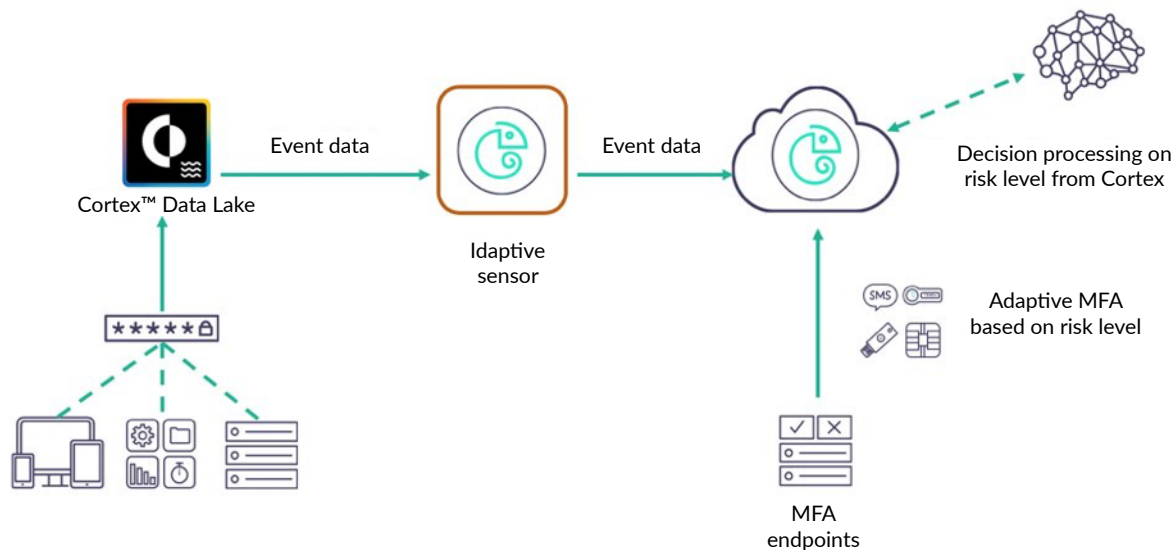 Event data
Event data
Cortex™ Data Lake
Decision processing on
risk level from Cortex
Idaptive
sensor
SMS
Adaptive MFA
based on risk level
*****
MFA
endpoints